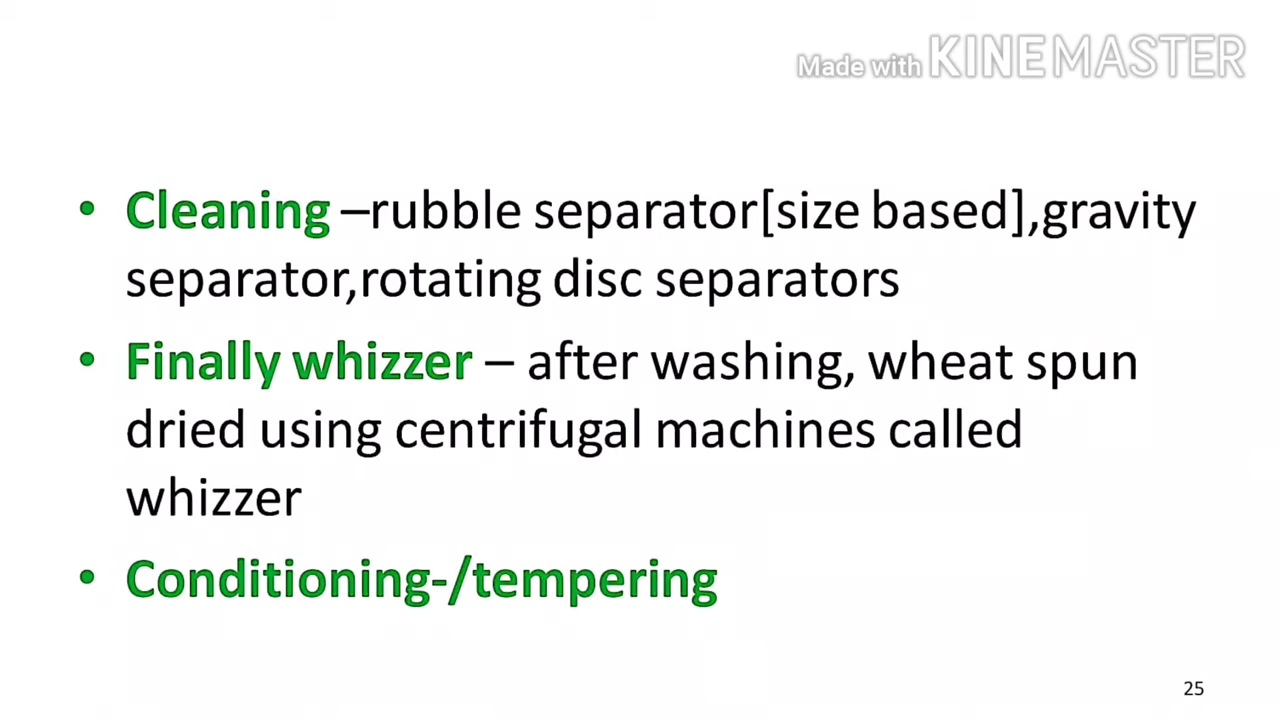 Made with KINEMASTER
• Cleaning –rubble separator[size based],gravity
separator,rotating disc separators
• Finally whizzer – after washing, wheat spun
dried using centrifugal machines called
whizzer
• Conditioning-/tempering
25